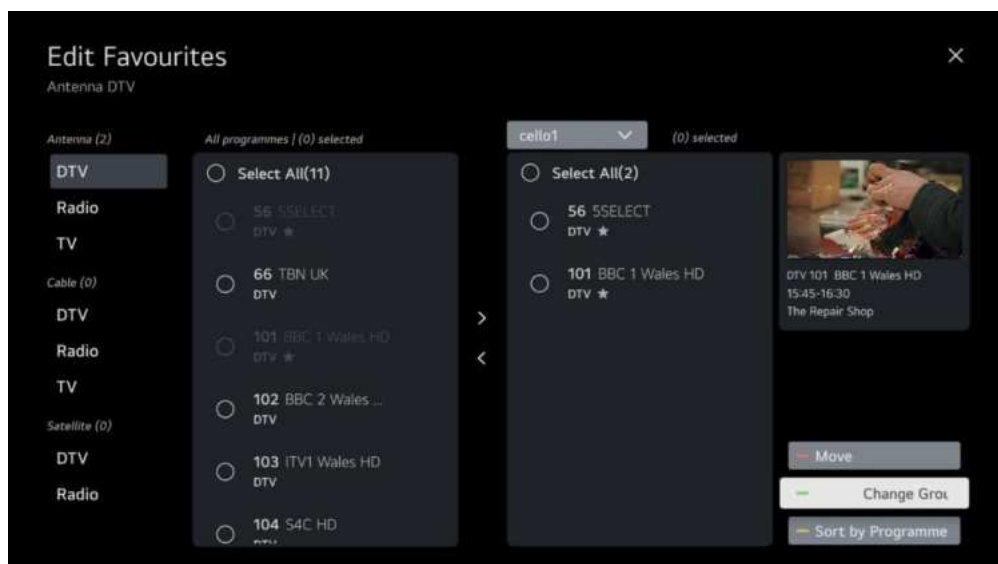 Edit Favourites
Antenna DTV
Antenna (2)
DTV
Radio
TV
Cable (0)
DTV
Radio
TV
Satellite (0)
DTV
Radio
All programmes | (0) selected
Select All(11)
56 5SELECT
DTV ★
66 TBN UK
DTV
101 BBC 1 Wales HD
DTV ★
102 BBC 2 Wales ...
DTV
103 ITV1 Wales HD
DTV
104 S4C HD
DTV
cello1
(0) selected
Select All(2)
56 5SELECT
DTV ★
101 BBC 1 Wales HD
DTV ★
DTV 101 BBC 1 Wales HD
15:45-16:30
The Repair Shop
Move
Change Grou
Sort by Programme